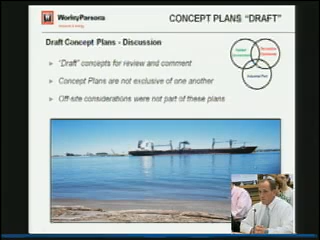 WorleyParsons
CONCEPT PLANS "DRAFT"
Draft Concept Plans - Discussion
"Draft" concepts for review and comment
Concept Plans are not exclusive of one another
Off-site considerations were not part of these plans
Industrial Port